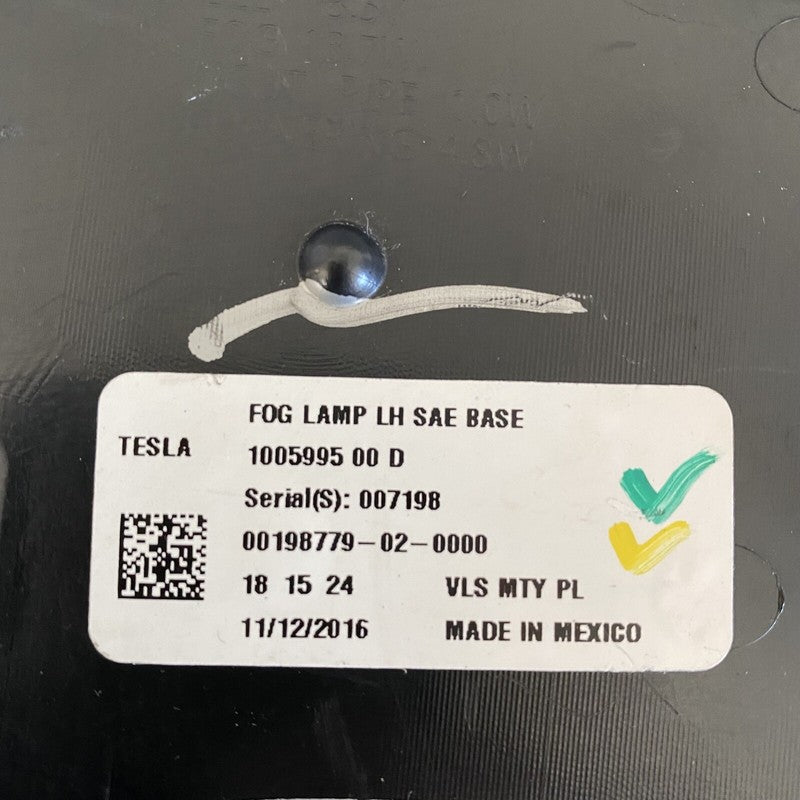 FOG LAMP LH SAE BASE
TESLA
1005995 00 D
Serial(S): 007198
00198779-02-0000
18 15 24 VLS MTY PL
11/12/2016 MADE IN MEXICO